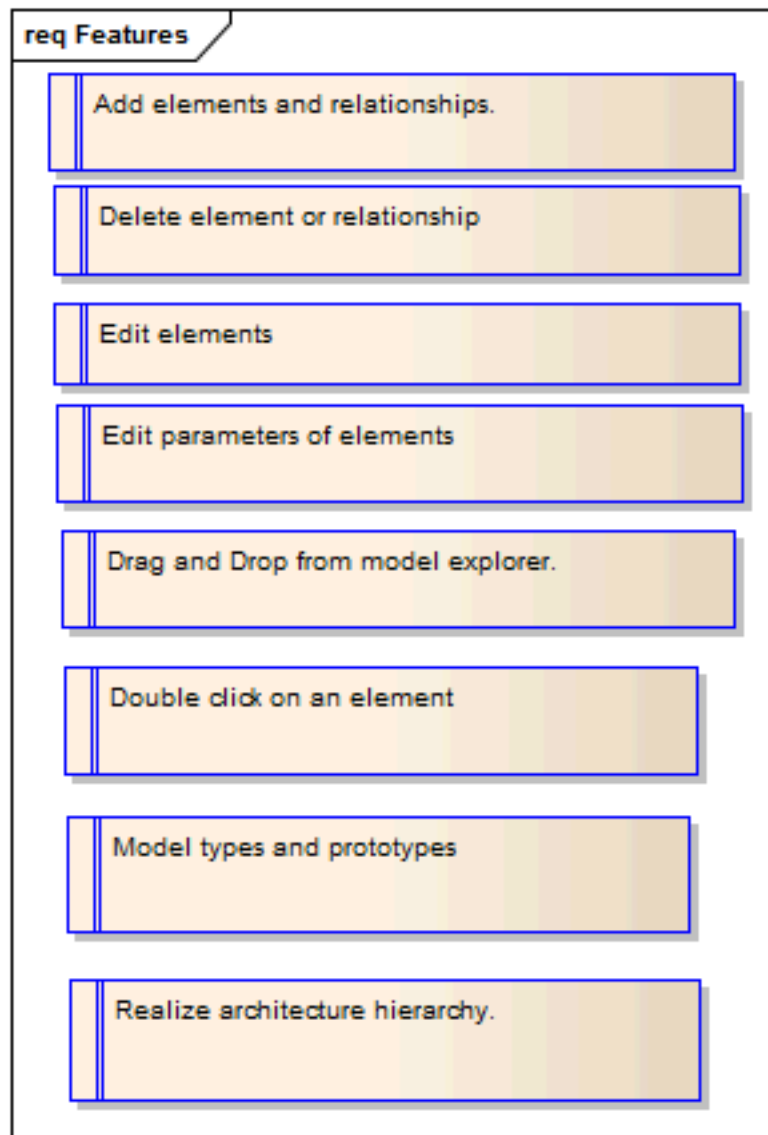 req Features
Add elements and relationships.
Delete element or relationship
Edit elements
Edit parameters of elements
Drag and Drop from model explorer.
Double click on an element
Model types and prototypes
Realize architecture hierarchy.